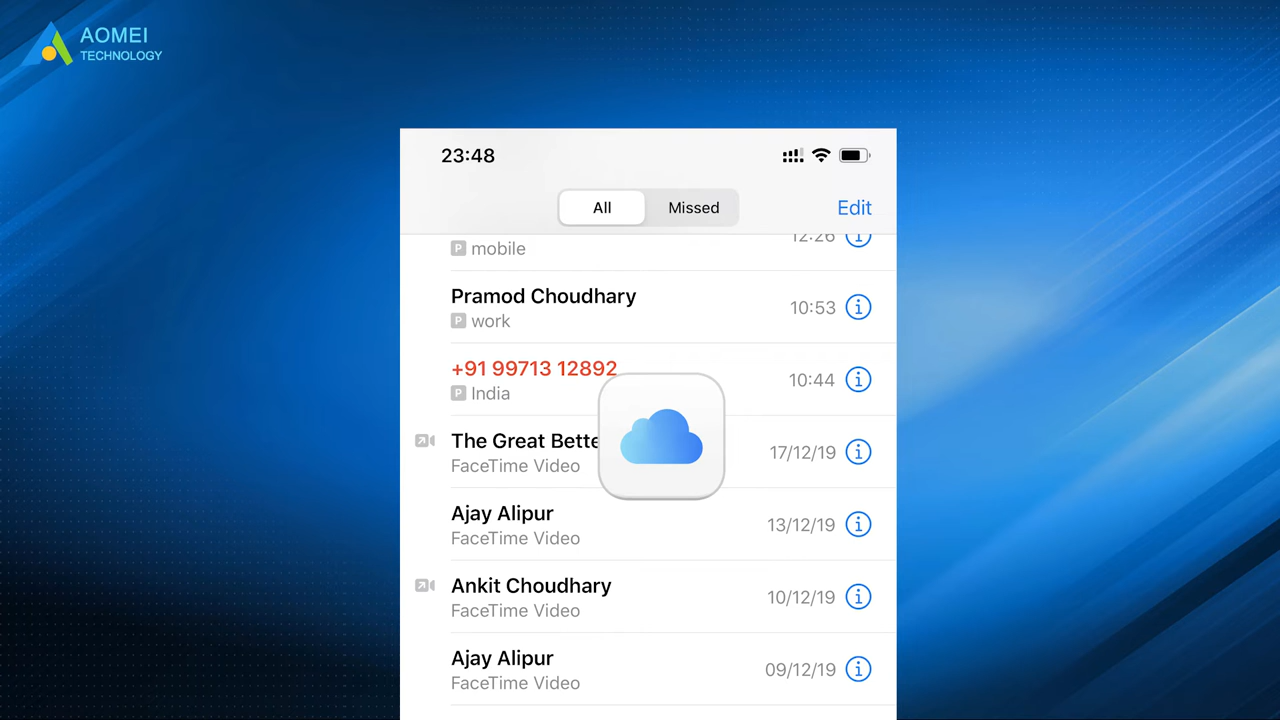 AOMEI
TECHNOLOGY
23:48
All
Missed
Edit
12:26
P mobile
Pramod Choudhary
10:53
P work
+91 99713 12892
10:44
P India
The Great Bette
17/12/19
FaceTime Video
Ajay Alipur
13/12/19
FaceTime Video
Ankit Choudhary
10/12/19
FaceTime Video
Ajay Alipur
09/12/19
FaceTime Video